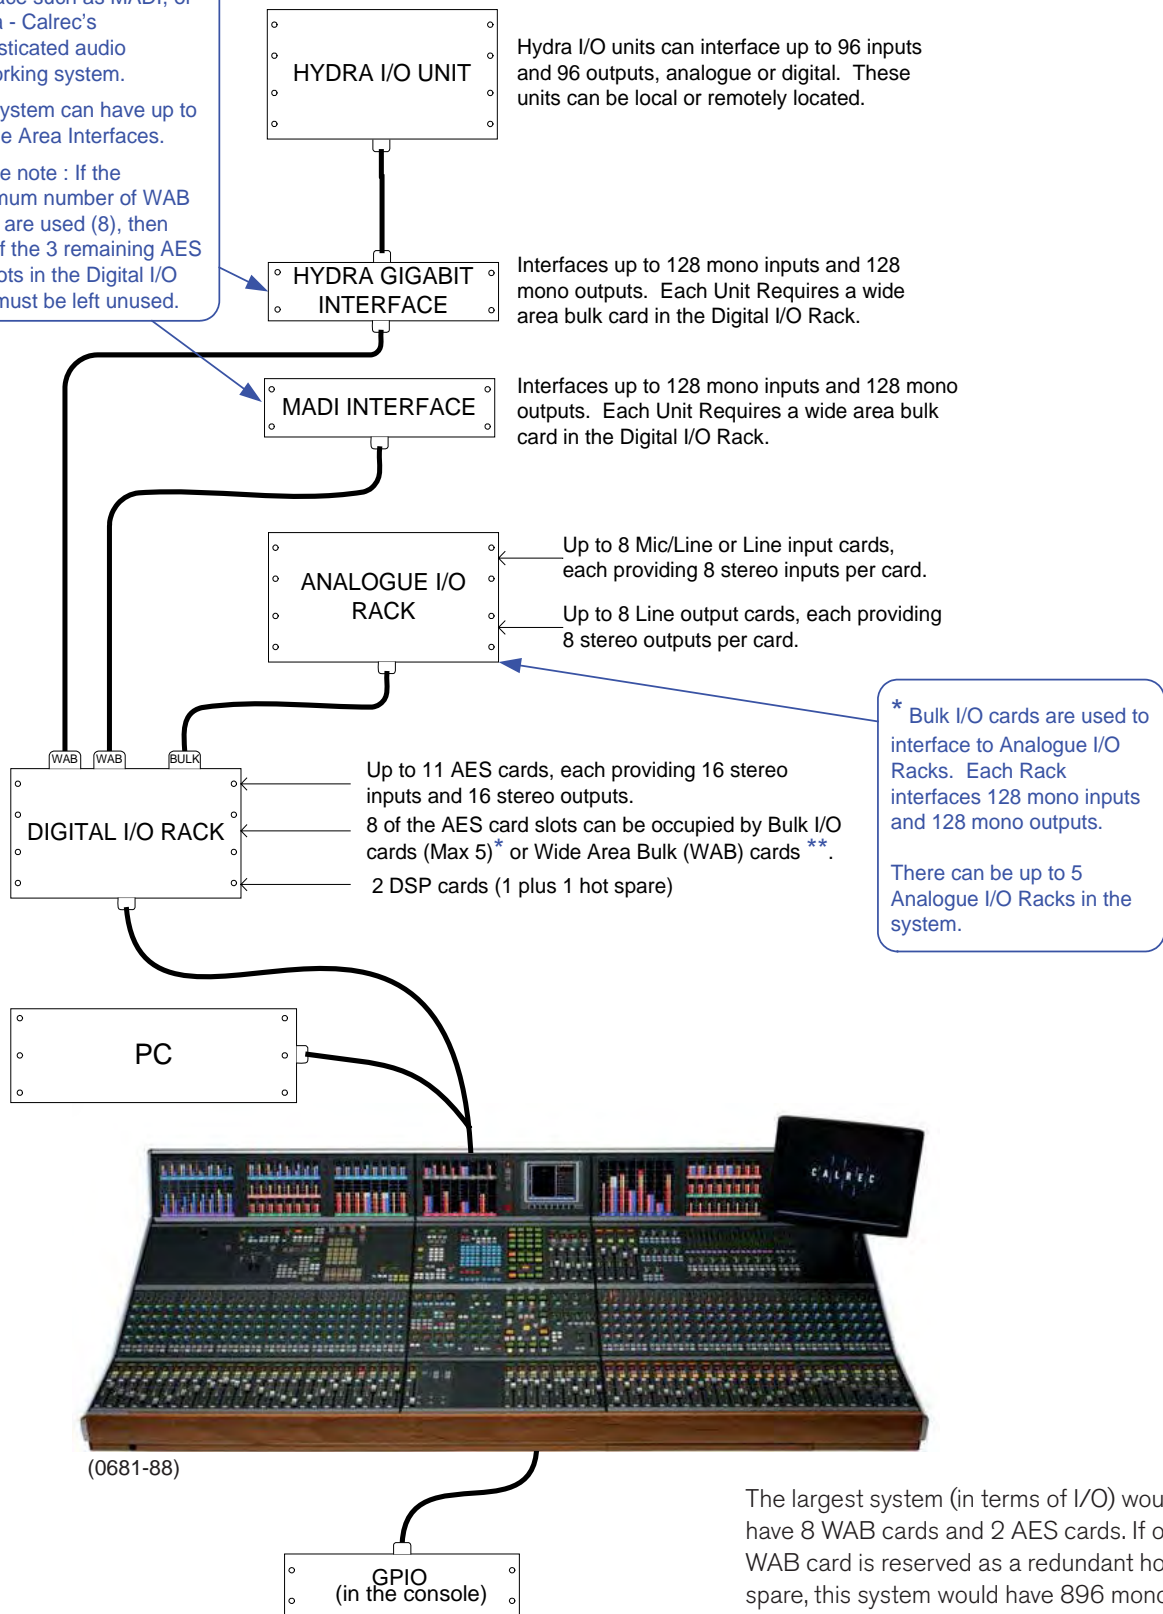 ace such as MADI, or
a - Calrec's
sticated audio
orking system.
ystem can have up to
e Area Interfaces.
e note : If the
mum number of WAB
are used (8), then
f the 3 remaining AES
ots in the Digital I/O
must be left unused.
HYDRA I/O UNIT
Hydra I/O units can interface up to 96 inputs
and 96 outputs, analogue or digital. These
units can be local or remotely located.
HYDRA GIGABIT
INTERFACE
Interfaces up to 128 mono inputs and 128
mono outputs. Each Unit Requires a wide
area bulk card in the Digital I/O Rack.
MADI INTERFACE
Interfaces up to 128 mono inputs and 128 mono
outputs. Each Unit Requires a wide area bulk
card in the Digital I/O Rack.
ANALOGUE I/O
RACK
Up to 8 Mic/Line or Line input cards,
each providing 8 stereo inputs per card.
Up to 8 Line output cards, each providing
8 stereo outputs per card.
* Bulk I/O cards are used to
interface to Analogue I/O
Racks. Each Rack
interfaces 128 mono inputs
and 128 mono outputs.
There can be up to 5
Analogue I/O Racks in the
system.
WAB
WAB
BULK
DIGITAL I/O RACK
Up to 11 AES cards, each providing 16 stereo
inputs and 16 stereo outputs.
8 of the AES card slots can be occupied by Bulk I/O
cards (Max 5)* or Wide Area Bulk (WAB) cards **.
2 DSP cards (1 plus 1 hot spare)
PC
CALREC
(0681-88)
GPIO
(in the console)
The largest system (in terms of I/O) wou
have 8 WAB cards and 2 AES cards. If o
WAB card is reserved as a redundant ho
spare, this system would have 896 mono